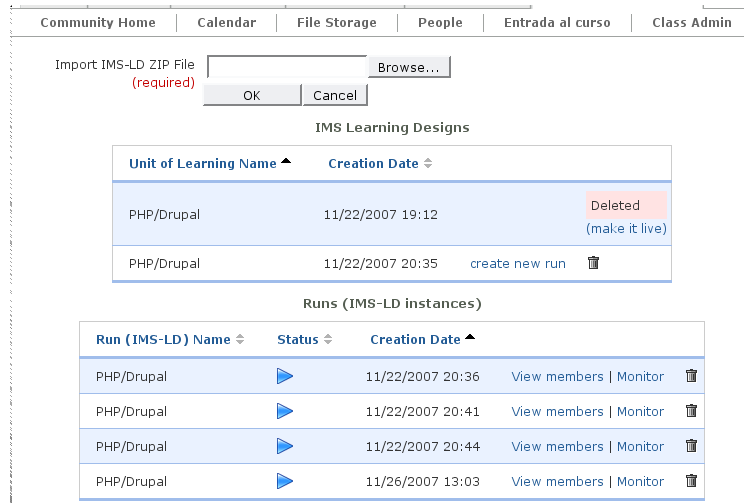 Community Home | Calendar | File Storage | People | Entrada al curso | Class Admin
Import IMS-LD ZIP File Browse...
(required)
OK Cancel
IMS Learning Designs
Unit of Learning Name Creation Date
PHP/Drupal 11/22/2007 19:12 Deleted
(make it live)
PHP/Drupal 11/22/2007 20:35 create new run
Runs (IMS-LD instances)
Run (IMS-LD) Name Status Creation Date
PHP/Drupal 11/22/2007 20:36 View members | Monitor
PHP/Drupal 11/22/2007 20:41 View members | Monitor
PHP/Drupal 11/22/2007 20:44 View members | Monitor
PHP/Drupal 11/26/2007 13:03 View members | Monitor